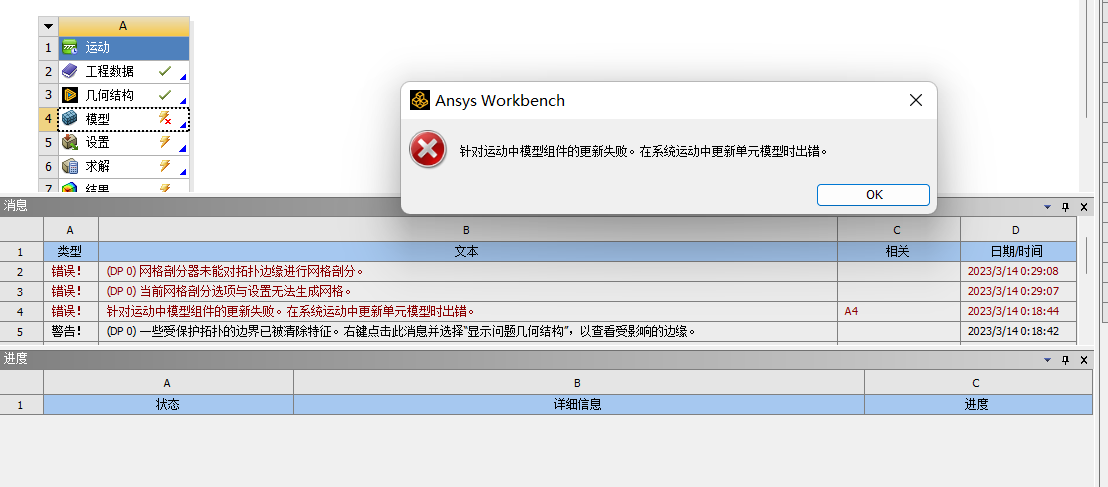 A
1 运动
2 工程数据
3 几何结构
4 模型
5 设置
6 求解
7 结果
Ansys Workbench
针对运动中模型组件的更新失败。在系统运动中更新单元模型时出错。
OK
消息
A B C D
1 类型 文本 相关 日期/时间
2 错误! (DP 0) 网格剖分器未能对拓扑边缘进行网格剖分。 2023/3/14 0:29:08
3 错误! (DP 0) 当前网格剖分选项与设置无法生成网格。 2023/3/14 0:29:07
4 错误! 针对运动中模型组件的更新失败。在系统运动中更新单元模型时出错。 A4 2023/3/14 0:18:44
5 警告! (DP 0) 一些受保护拓扑的边界已被清除特征。右键点击此消息并选择“显示问题几何结构”，以查看受影响的边缘。 2023/3/14 0:18:42
进度
A B C
1 状态 详细信息 进度